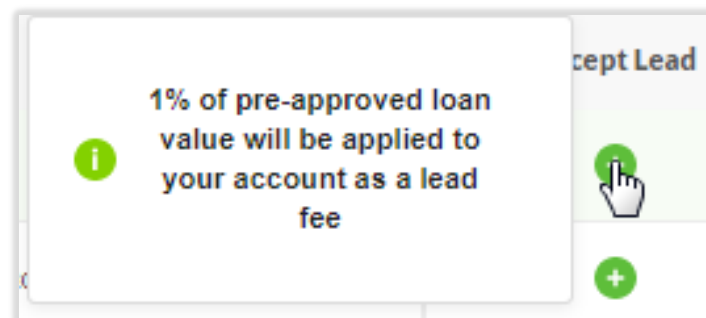 1% of pre-approved loan
value will be applied to
your account as a lead
fee
cept Lead